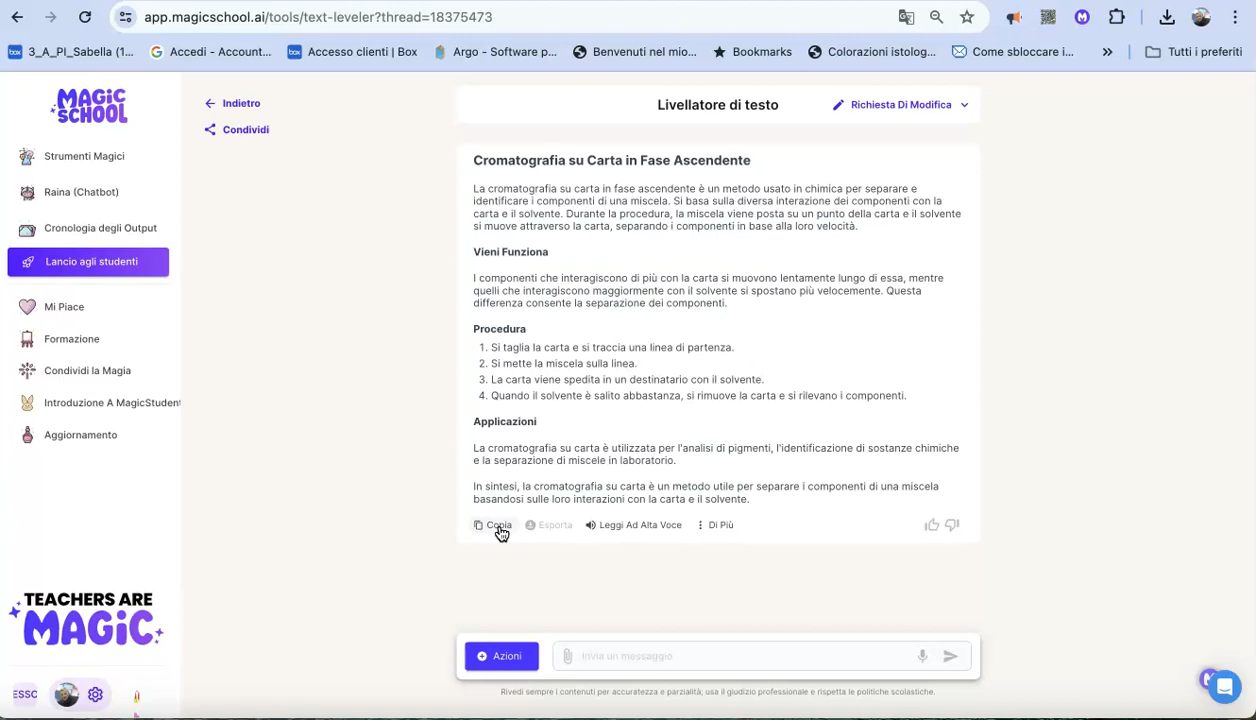 app.magicschool.ai/tools/text-leveler?thread=18375473
3_A_PI_Sabella (1...
Accedi - Account...
Accesso clienti | Box
Argo - Software p...
Benvenuti nel mio...
Bookmarks
Colorazioni istolog...
Come sbloccare i...
Tutti i preferiti
MAGIC
SCHOOL
Strumenti Magici
Raina (Chatbot)
Cronologia degli Output
Lancio agli studenti
Mi Piace
Formazione
Condividi la Magia
Introduzione A MagicStudent
Aggiornamento
TEACHERS ARE
MAGIC
ESSO
Indietro
Condividi
Livellatore di testo
Richiesta Di Modifica
Cromatografia su Carta in Fase Ascendente
La cromatografia su carta in fase ascendente è un metodo usato in chimica per separare e
identificare i componenti di una miscela. Si basa sulla diversa interazione dei componenti con la
carta e il solvente. Durante la procedura, la miscela viene posta su un punto della carta e il solvente
si muove attraverso la carta, separando i componenti in base alla loro velocità.
Vieni Funziona
I componenti che interagiscono di più con la carta si muovono lentamente lungo di essa, mentre
quelli che interagiscono maggiormente con il solvente si spostano più velocemente. Questa
differenza consente la separazione dei componenti.
Procedura
1. Si taglia la carta e si traccia una linea di partenza.
2. Si mette la miscela sulla linea.
3. La carta viene spedita in un destinatario con il solvente.
4. Quando il solvente è salito abbastanza, si rimuove la carta e si rilevano i componenti.
Applicazioni
La cromatografia su carta è utilizzata per l'analisi di pigmenti, l'identificazione di sostanze chimiche
e la separazione di miscele in laboratorio.
In sintesi, la cromatografia su carta è un metodo utile per separare i componenti di una miscela
basandosi sulle loro interazioni con la carta e il solvente.
Copia
Esporta
Leggi Ad Alta Voce
Di Più
Azioni
Invia un messaggio
Rivedi sempre i contenuti per accuratezza e parzialità; usa il giudizio professionale e rispetta le politiche scolastiche.